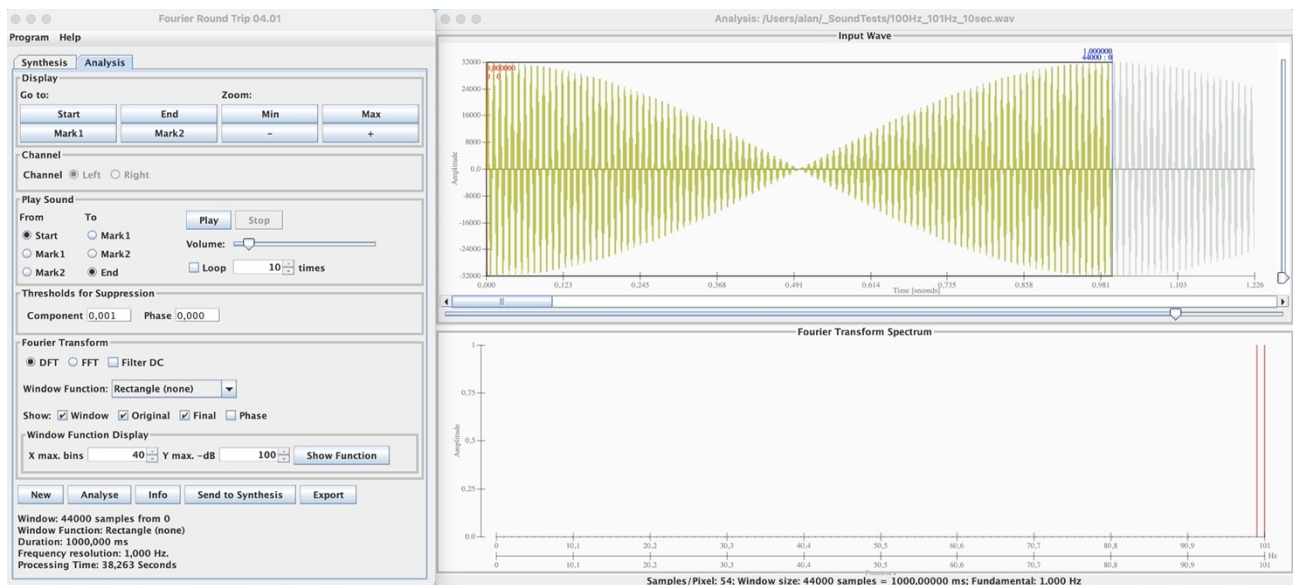 Fourier Round Trip 04.01
Program Help
Synthesis Analysis
Display
Go to: Zoom:
Start End Min Max
Mark1 Mark2 - +
Channel
Channel Left Right
Play Sound
From To
Play Stop
Start Mark1
Volume:
Mark1 Mark2
Loop 10 times
Mark2 End
Thresholds for Suppression
Component 0,001 Phase 0,000
Fourier Transform
DFT FFT Filter DC
Window Function: Rectangle (none)
Show: Window Original Final Phase
Window Function Display
X max. bins 40 Y max. -dB 100 Show Function
New Analyse Info Send to Synthesis Export
Window: 44000 samples from 0
Window Function: Rectangle (none)
Duration: 1000,000 ms
Frequency resolution: 1,000 Hz.
Processing Time: 38,263 Seconds
Analysis: /Users/alan/_SoundTests/100Hz_101Hz_10sec.wav
Input Wave
1,000000
44000 : 0
0,000000
0 : 0
32000
24000
16000
8000
0.0
-8000
-16000
-24000
-32000
Amplitude
0,000 0,123 0,245 0,368 0,491 0,614 0,735 0,858 0,981 1,103 1,226
Time [seconds]
Fourier Transform Spectrum
1
0,75
0,5
0,25
0.0
Amplitude
0 10,1 20,2 30,3 40,4 50,5 60,6 70,7 80,8 90,9 101
0 10,1 20,2 30,3 40,4 50,5 60,6 70,7 80,8 90,9 101 Hz
Samples/Pixel: 54; Window size: 44000 samples = 1000,00000 ms; Fundamental: 1,000 Hz